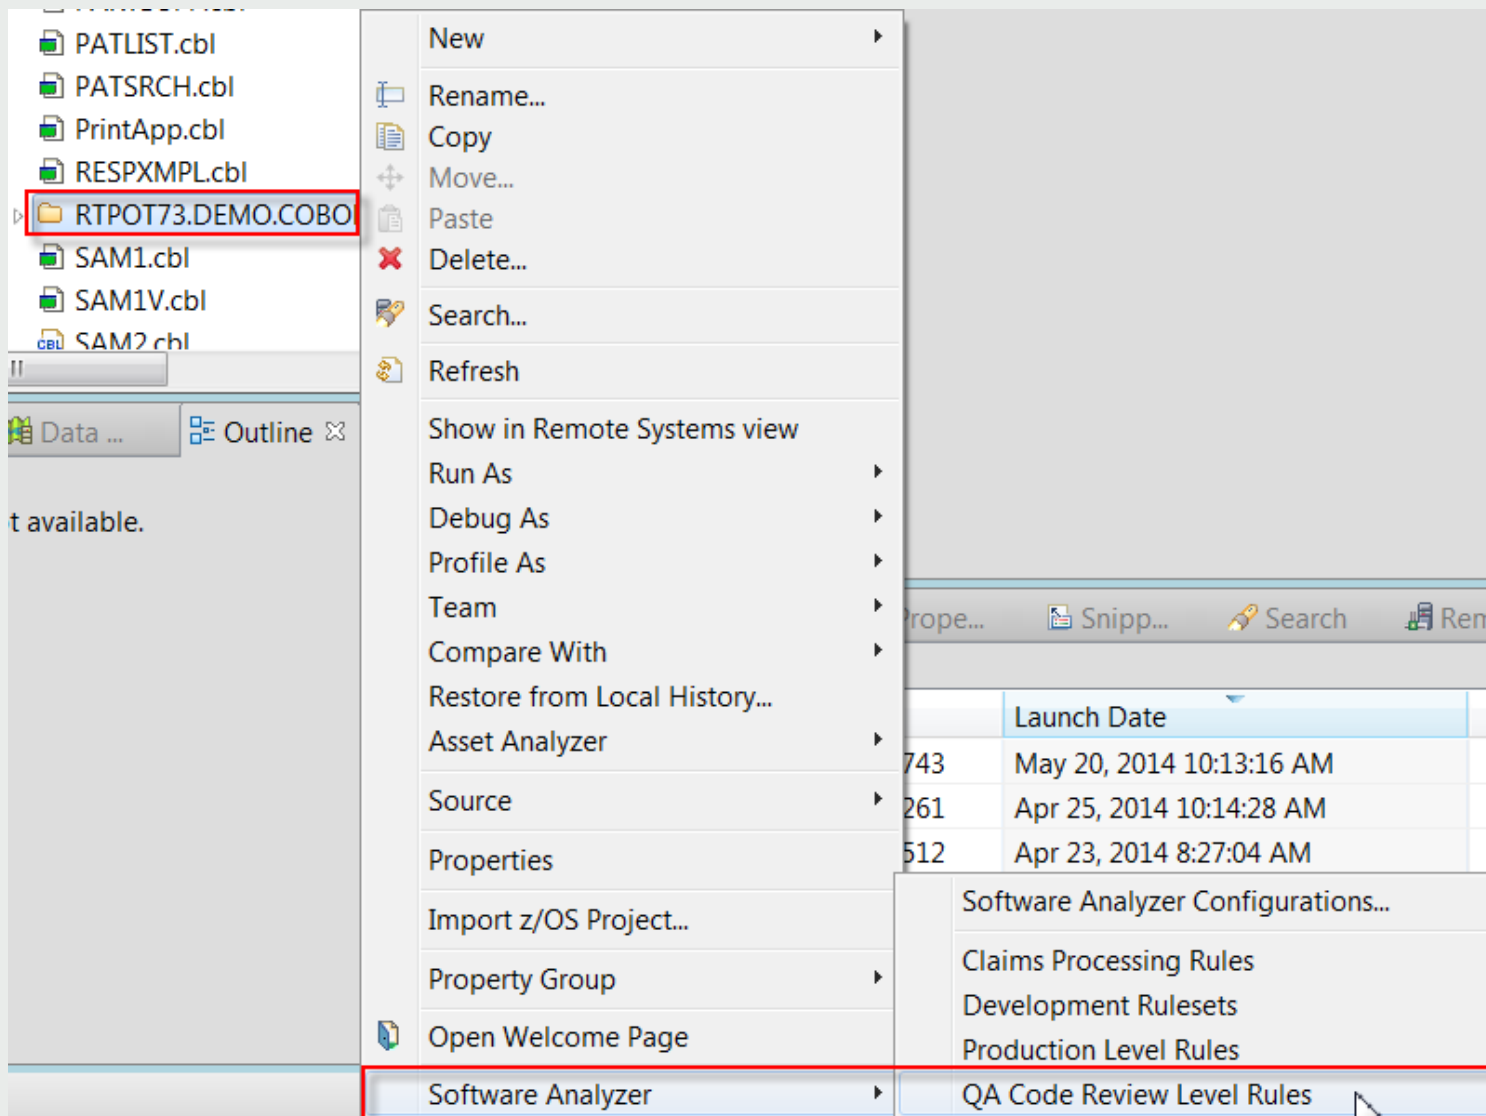 PATLIST.cbl
PATSRCH.cbl
PrintApp.cbl
RESPXMPL.cbl
RTPOT73.DEMO.COBO
SAM1.cbl
SAM1V.cbl
CBL SAM2.cbl
Data ...
Outline
t available.
New
Rename...
Copy
Move...
Paste
Delete...
Search...
Refresh
Show in Remote Systems view
Run As
Debug As
Profile As
Team
Compare With
Restore from Local History...
Asset Analyzer
Source
Properties
Import z/OS Project...
Property Group
Open Welcome Page
Software Analyzer
Prope... Snipp... Search Rem
Launch Date
743 May 20, 2014 10:13:16 AM
261 Apr 25, 2014 10:14:28 AM
512 Apr 23, 2014 8:27:04 AM
Software Analyzer Configurations...
Claims Processing Rules
Development Rulesets
Production Level Rules
QA Code Review Level Rules